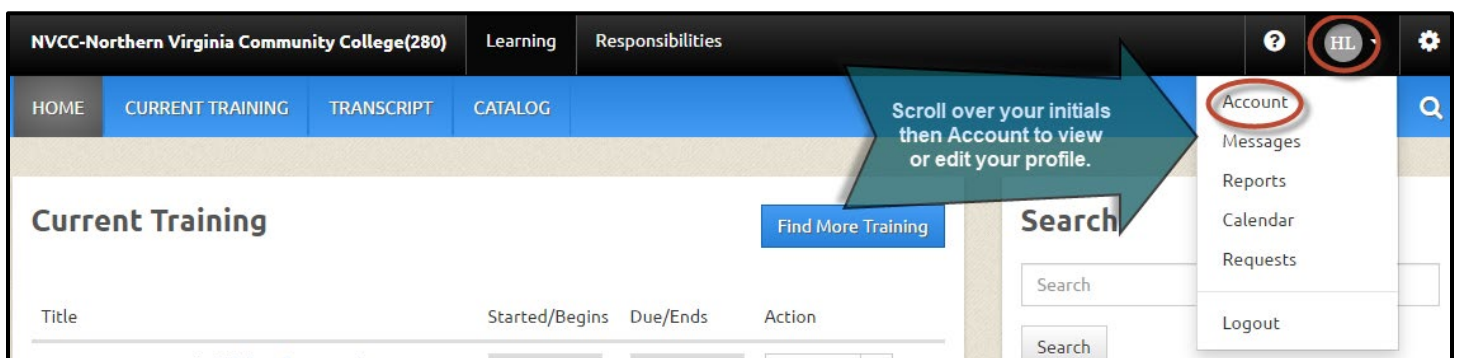 NVCC-Northern Virginia Community College(280) Learning Responsibilities ? HL
HOME CURRENT TRAINING TRANSCRIPT CATALOG
Scroll over your initials
then Account to view
or edit your profile.
Account
Messages
Reports
Calendar
Requests
Logout
Current Training
Find More Training
Title Started/Begins Due/Ends Action
Search
Search
Search